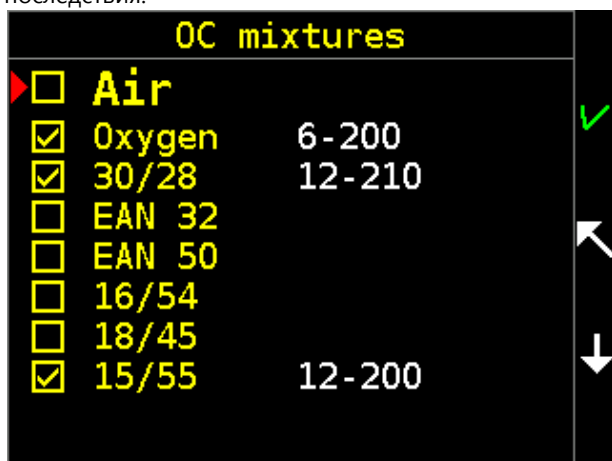 последствия.
OC mixtures
Air
Oxygen 6-200
30/28 12-210
EAN 32
EAN 50
16/54
18/45
15/55 12-200